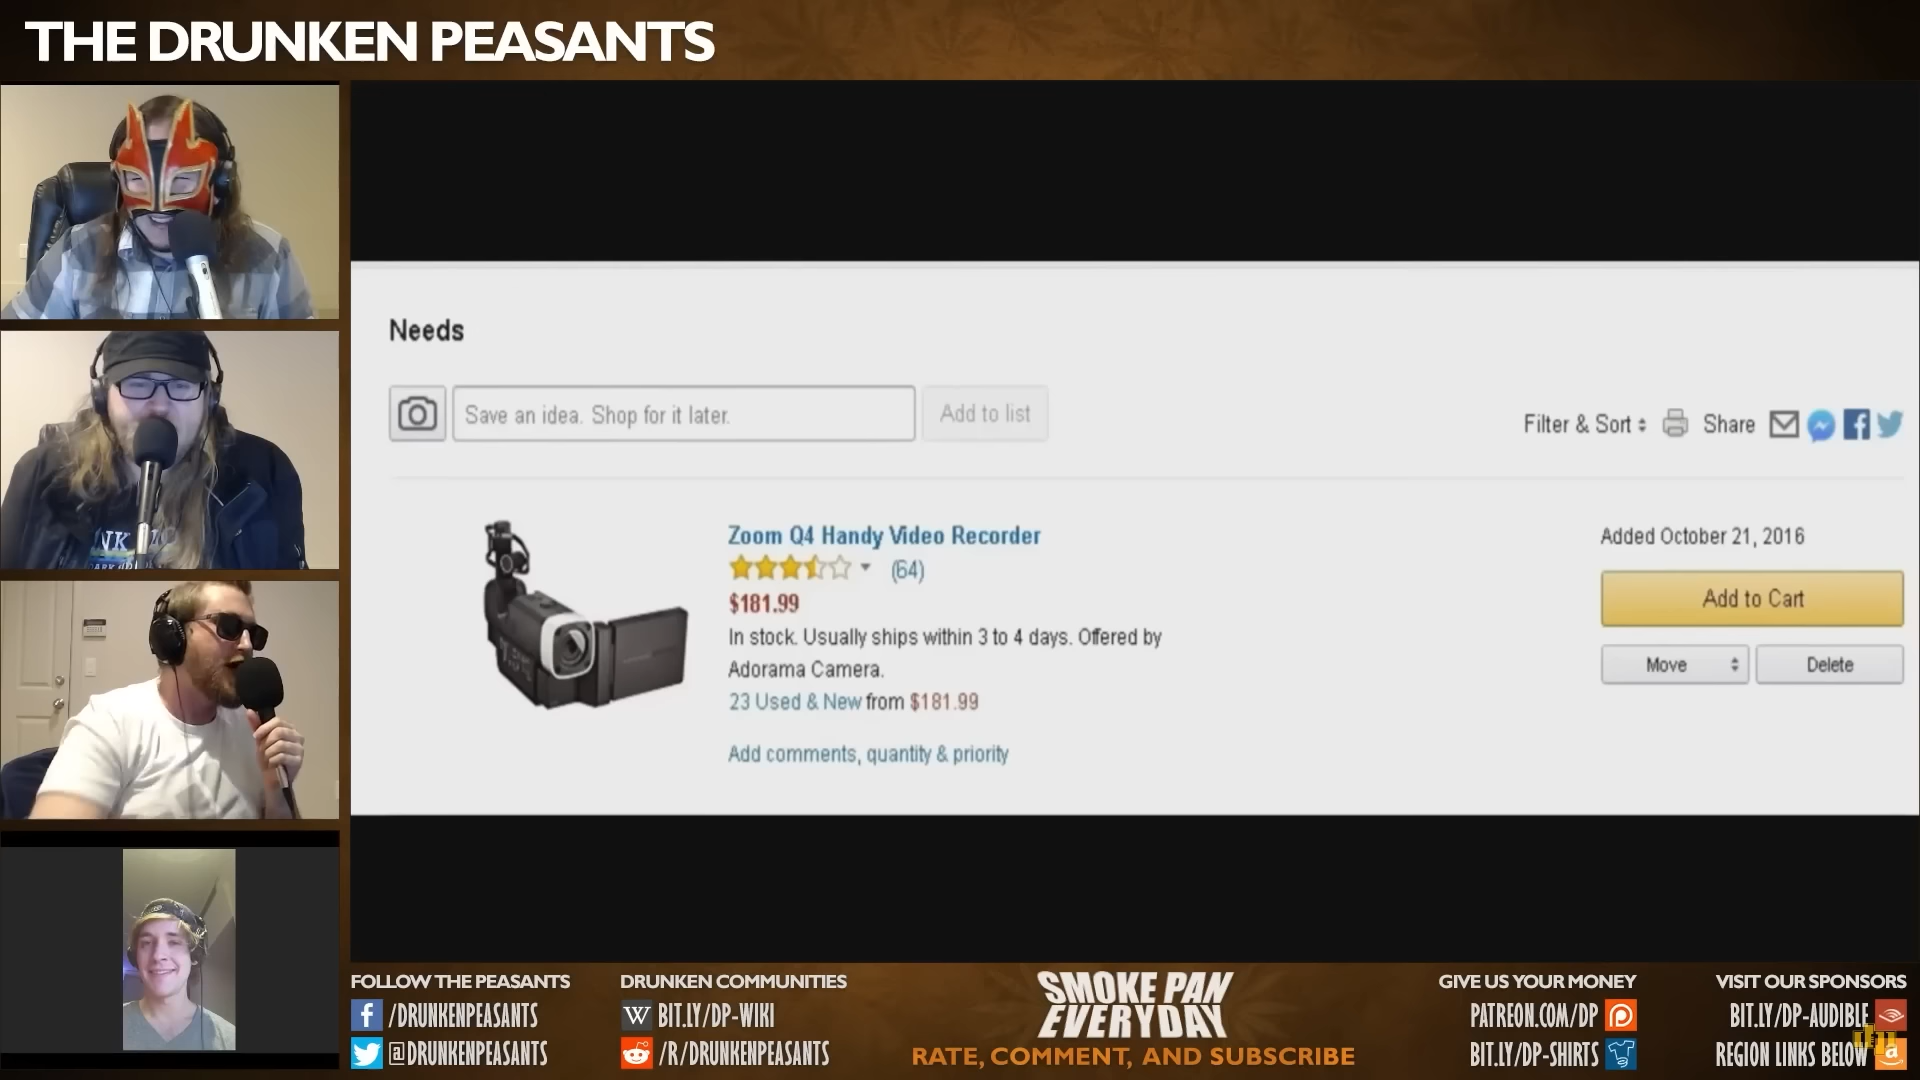 THE DRUNKEN PEASANTS
Needs
Save an idea. Shop for it later.
Add to list
Filter & Sort
Share
Zoom Q4 Handy Video Recorder
(64)
$181.99
In stock. Usually ships within 3 to 4 days. Offered by
Adorama Camera.
23 Used & New from $181.99
Add comments, quantity & priority
Added October 21, 2016
Add to Cart
Move
Delete
FOLLOW THE PEASANTS
/DRUNKENPEASANTS
@DRUNKENPEASANTS
DRUNKEN COMMUNITIES
BIT.LY/DP-WIKI
/R/DRUNKENPEASANTS
SMOKE PAN
EVERYDAY
RATE, COMMENT, AND SUBSCRIBE
GIVE US YOUR MONEY
PATREON.COM/DP
BIT.LY/DP-SHIRTS
VISIT OUR SPONSORS
BIT.LY/DP-AUDIBLE
REGION LINKS BELOW